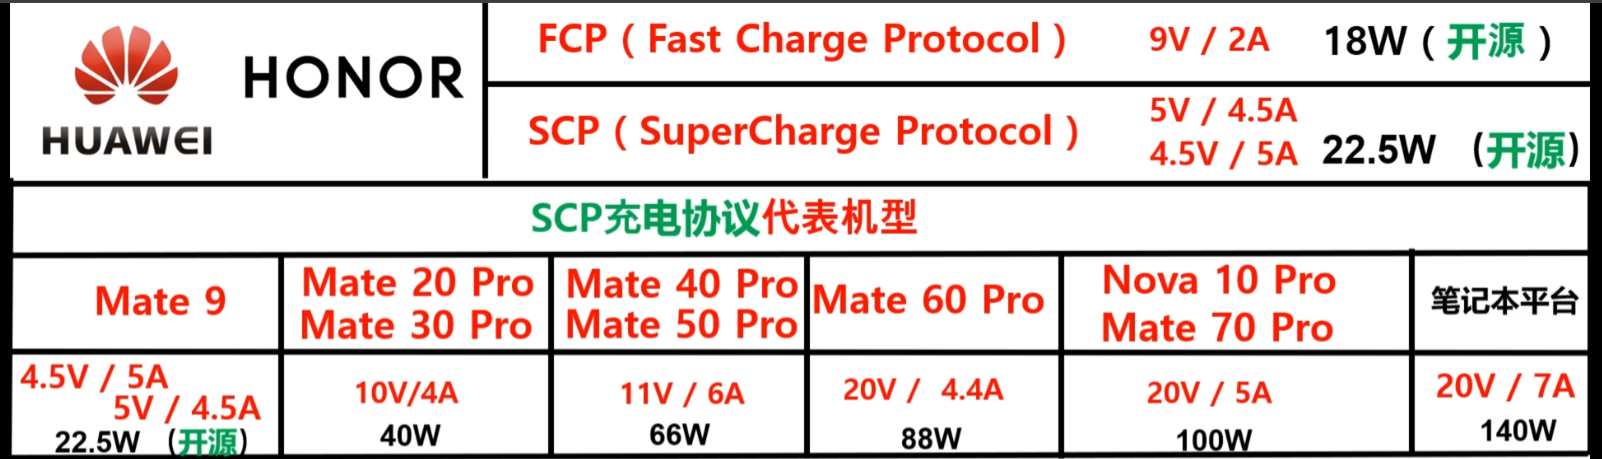 HUAWEI
HONOR
FCP ( Fast Charge Protocol ) 9V / 2A 18W ( 开源 )
SCP ( SuperCharge Protocol ) 5V / 4.5A
4.5V / 5A 22.5W (开源)
SCP充电协议代表机型
Mate 9
Mate 20 Pro
Mate 30 Pro
Mate 40 Pro
Mate 50 Pro
Mate 60 Pro
Nova 10 Pro
Mate 70 Pro
笔记本平台
4.5V / 5A
5V / 4.5A
22.5W (开源)
10V/4A
40W
11V / 6A
66W
20V / 4.4A
88W
20V / 5A
100W
20V / 7A
140W